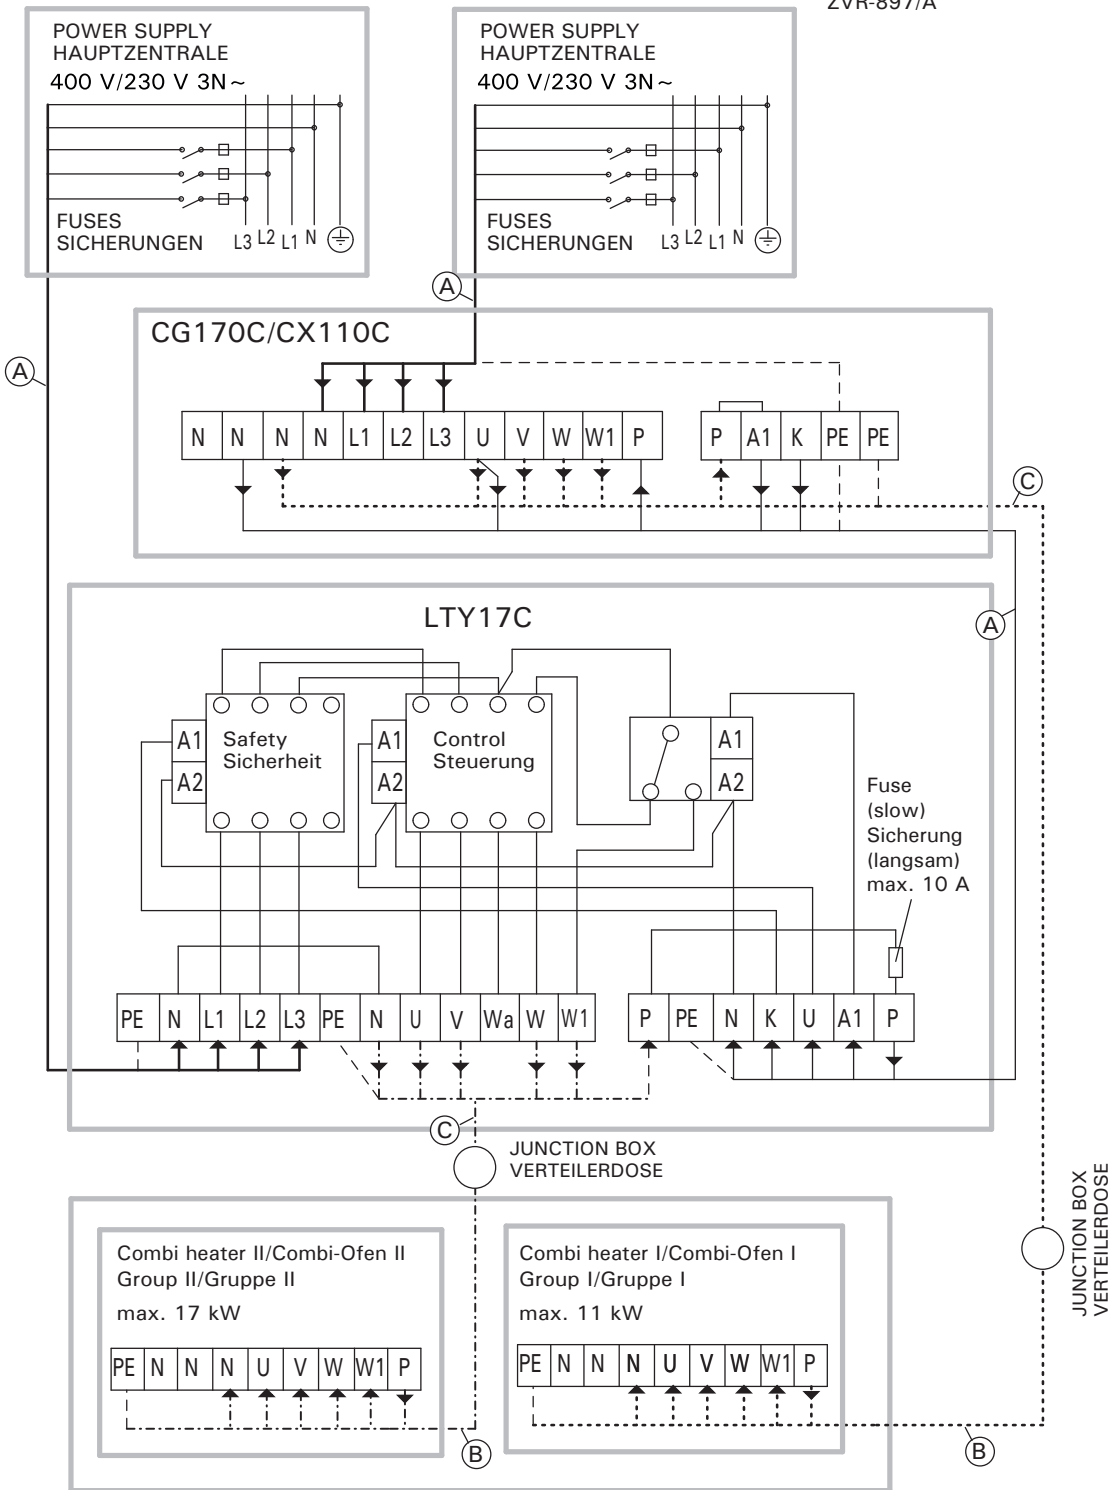 ZVR-897/A
POWER SUPPLY
HAUPTZENTRALE
400 V/230 V 3N~
FUSES
SICHERUNGEN
L3 L2 L1 N
POWER SUPPLY
HAUPTZENTRALE
400 V/230 V 3N~
FUSES
SICHERUNGEN
L3 L2 L1 N
A
A
CG170C/CX110C
N N N N L1 L2 L3 U V W W1 P
P A1 K PE PE
C
A
LTY17C
A1
A2
Safety
Sicherheit
A1
A2
Control
Steuerung
A1
A2
Fuse
(slow)
Sicherung
(langsam)
max. 10 A
PE N L1 L2 L3 PE N U V Wa W W1
P PE N K U A1 P
C
JUNCTION BOX
VERTEILERDOSE
JUNCTION BOX
VERTEILERDOSE
Combi heater II/Combi-Ofen II
Group II/Gruppe II
max. 17 kW
PE N N N U V W W1 P
B
Combi heater I/Combi-Ofen I
Group I/Gruppe I
max. 11 kW
PE N N N U V W W1 P
B